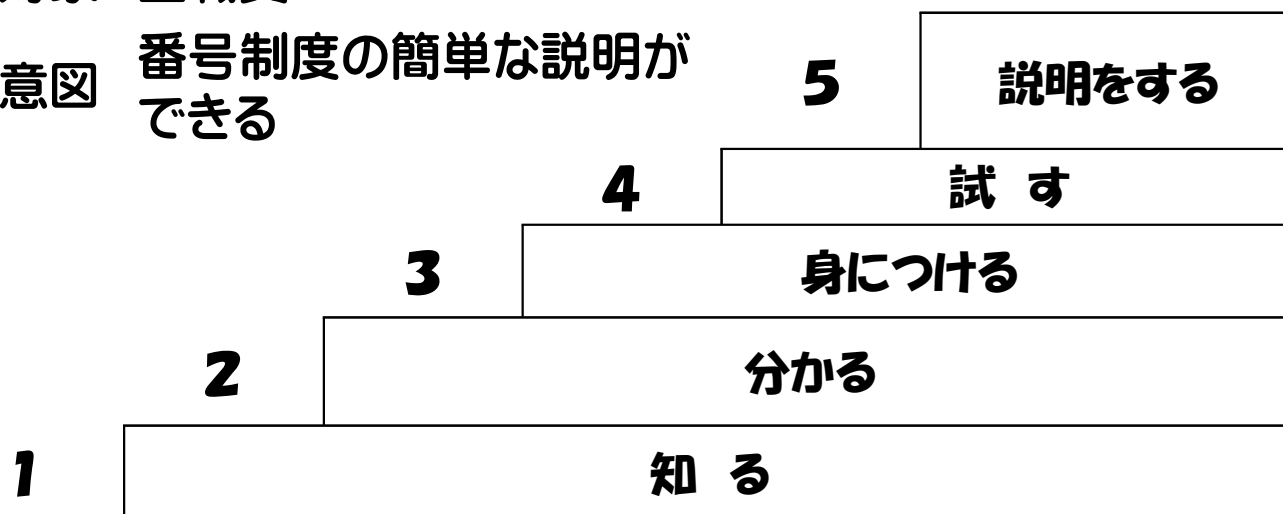 意図 番号制度の簡単な説明が
できる
5 説明をする
4 試す
3 身につける
2 分かる
1 知る